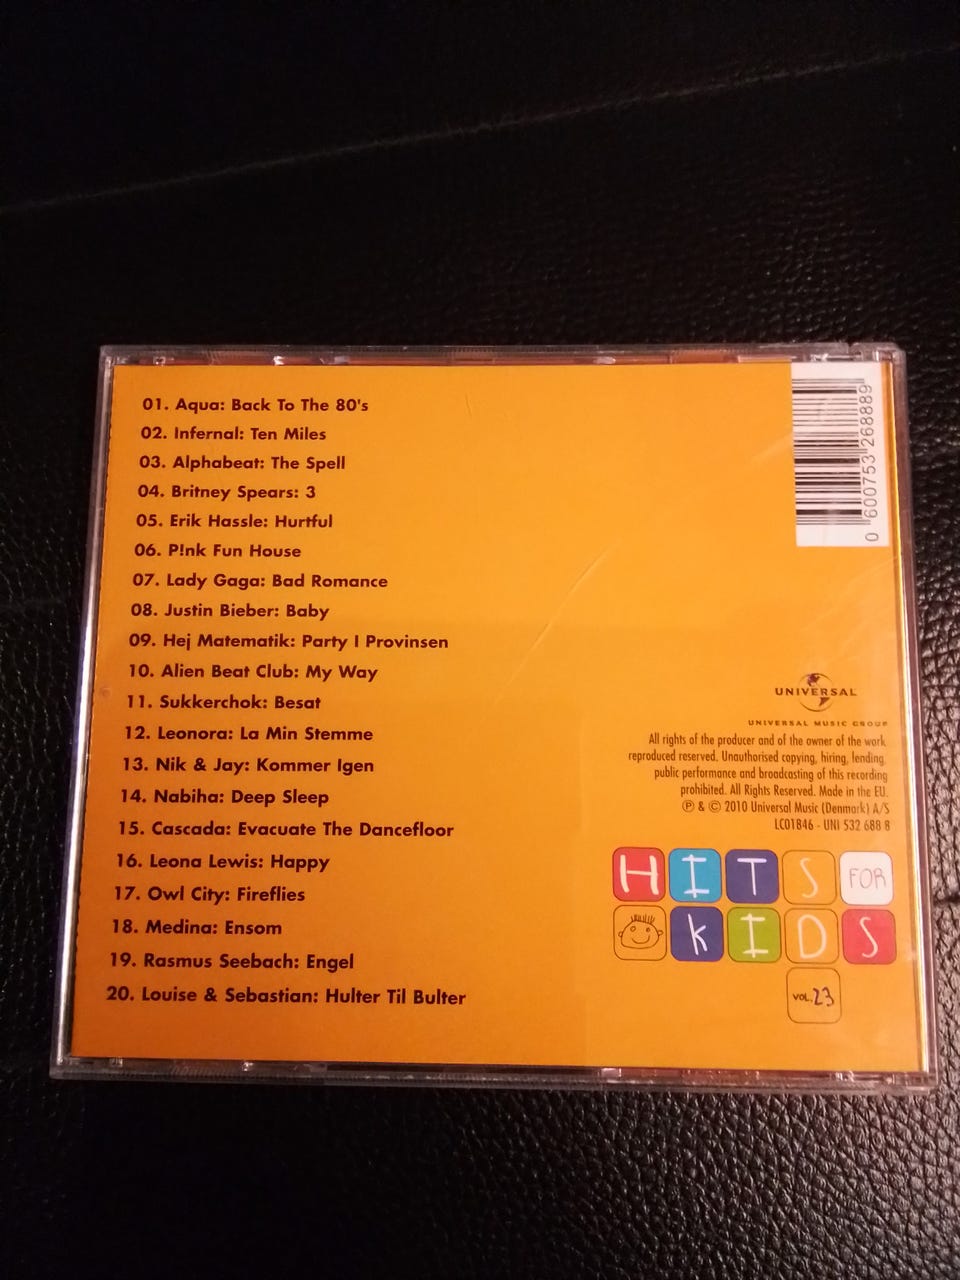 01. Aqua: Back To The 80's
02. Infernal: Ten Miles
03. Alphabeat: The Spell
04. Britney Spears: 3
05. Erik Hassle: Hurtful
06. P!nk Fun House
07. Lady Gaga: Bad Romance
08. Justin Bieber: Baby
09. Hej Matematik: Party I Provinsen
10. Alien Beat Club: My Way
11. Sukkerchok: Besat
12. Leonora: La Min Stemme
13. Nik & Jay: Kommer Igen
14. Nabiha: Deep Sleep
15. Cascada: Evacuate The Dancefloor
16. Leona Lewis: Happy
17. Owl City: Fireflies
18. Medina: Ensom
19. Rasmus Seebach: Engel
20. Louise & Sebastian: Hulter Til Bulter
0 600753 268889
UNIVERSAL
UNIVERSAL MUSIC GROUP
All rights of the producer and of the owner of the work
reproduced reserved. Unauthorised copying, hiring, lending,
public performance and broadcasting of this recording
prohibited. All Rights Reserved. Made in the EU.
℗ & © 2010 Universal Music (Denmark) A/S
LC01846 - UNI 532 688 8
HITS FOR
KIDS
VOL. 23